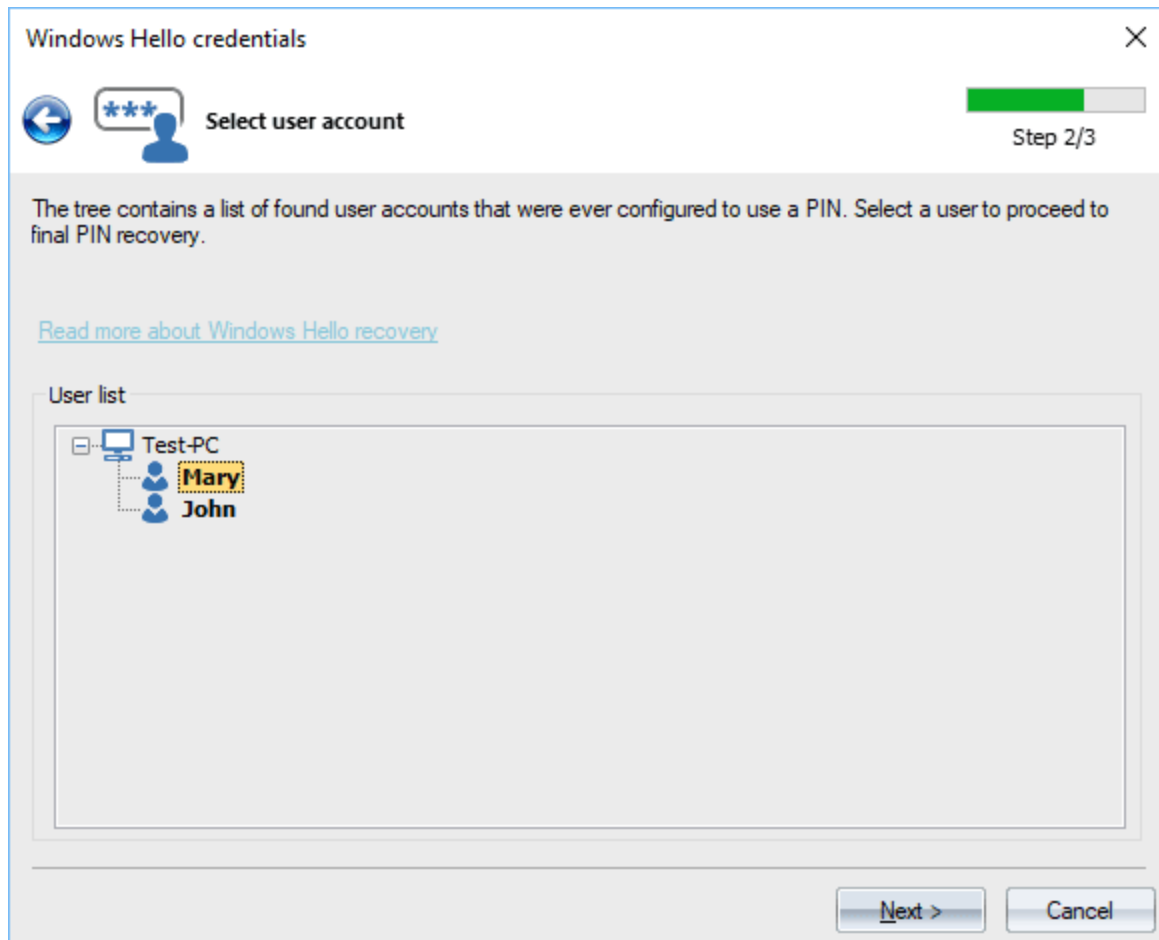 Windows Hello credentials
***
Select user account
Step 2/3
The tree contains a list of found user accounts that were ever configured to use a PIN. Select a user to proceed to
final PIN recovery.
Read more about Windows Hello recovery
User list
Test-PC
Mary
John
Next >
Cancel